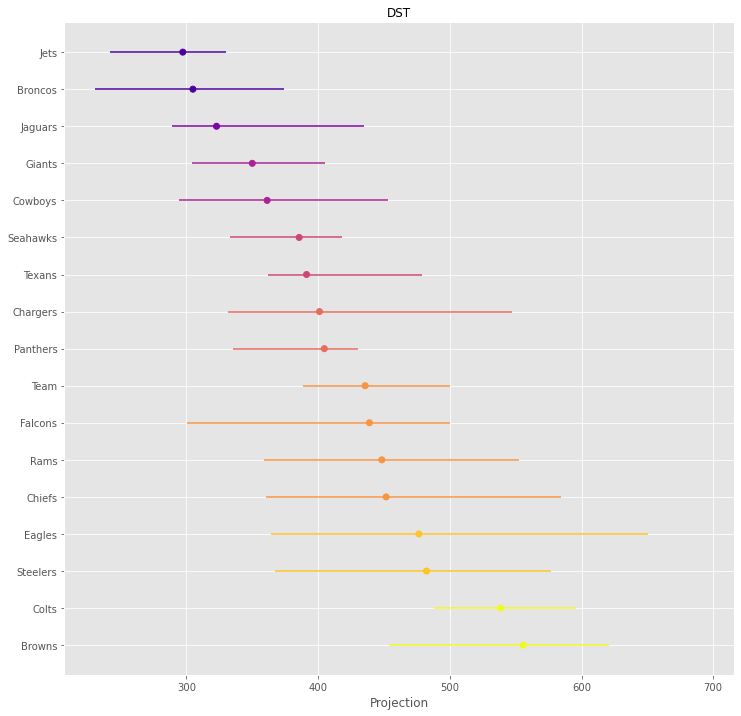 DST
Jets
Broncos
Jaguars
Giants
Cowboys
Seahawks
Texans
Chargers
Panthers
Team
Falcons
Rams
Chiefs
Eagles
Steelers
Colts
Browns
300 400 500 600 700
Projection